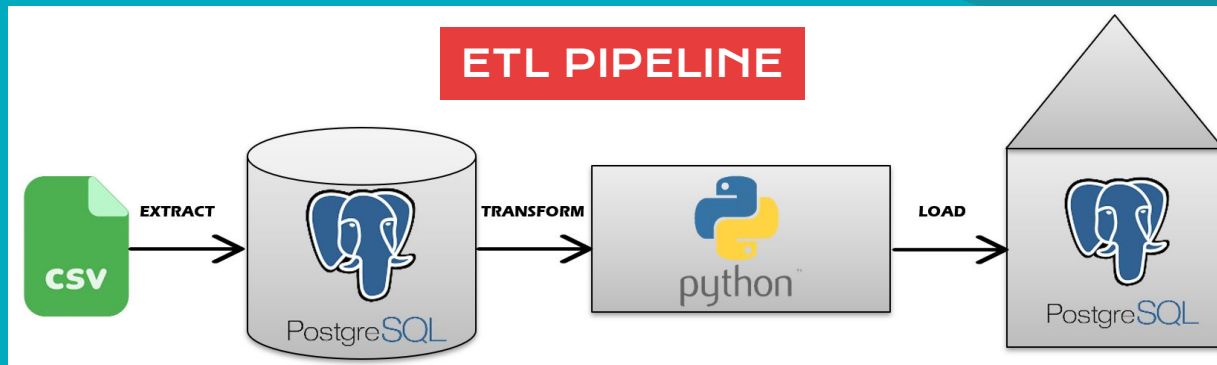 ETL PIPELINE
CSV
EXTRACT
PostgreSQL
TRANSFORM
python
LOAD
PostgreSQL